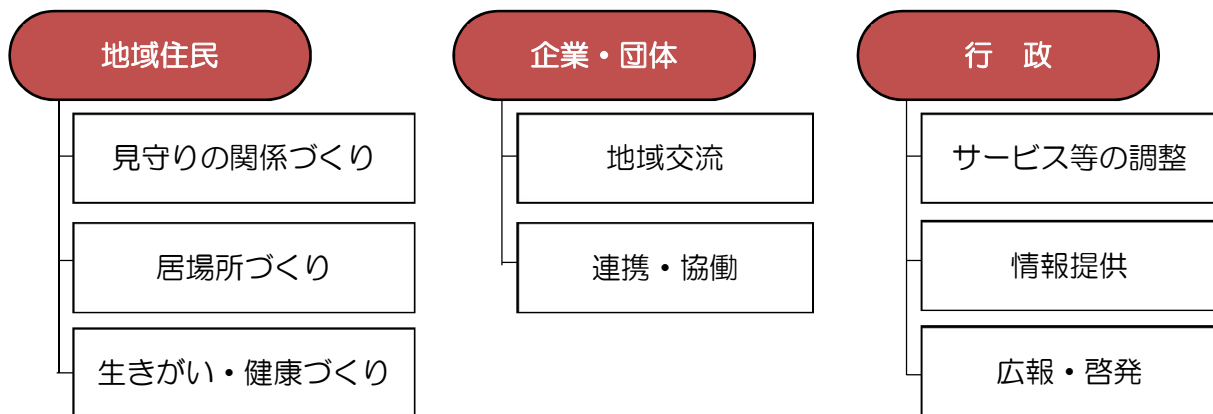 地域住民
見守りの関係づくり
居場所づくり
生きがい・健康づくり
企業・団体
地域交流
連携・協働
行　政
サービス等の調整
情報提供
広報・啓発